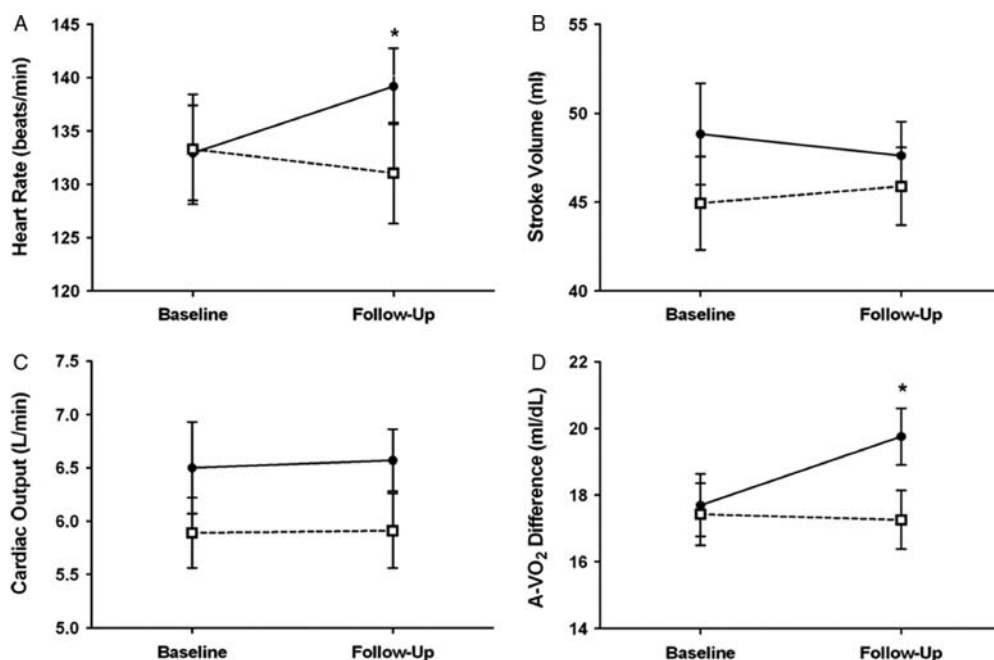 A
Heart Rate (beats/min)
145
140
135
130
125
120
*
Baseline
Follow-Up
B
Stroke Volume (ml)
55
50
45
40
Baseline
Follow-Up
C
Cardiac Output (L/min)
7.5
7.0
6.5
6.0
5.5
5.0
Baseline
Follow-Up
D
A-VO₂ Difference (ml/dL)
22
20
18
16
14
*
Baseline
Follow-Up